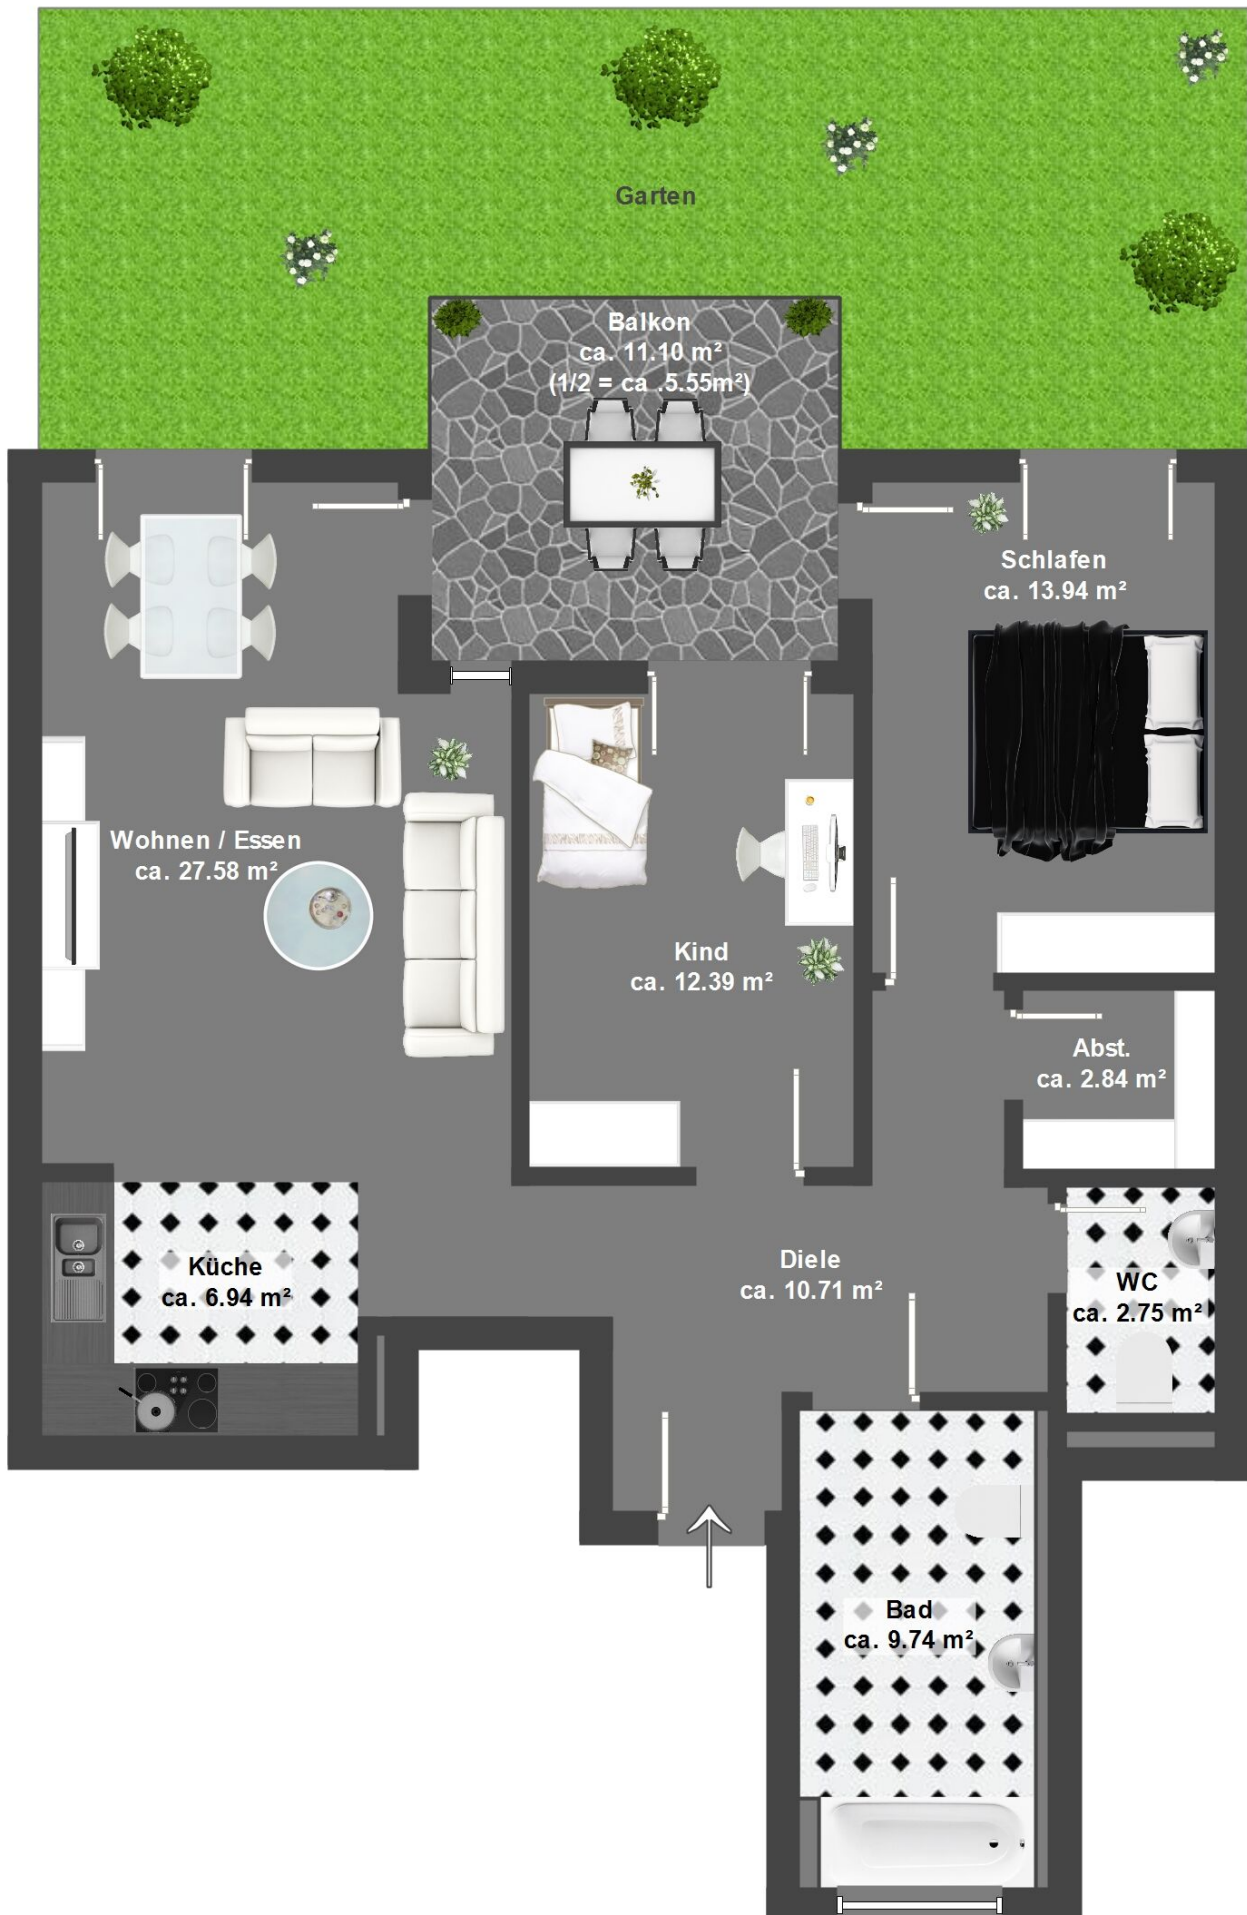 Garten
Balkon
ca. 11.10 m²
(1/2 = ca .5.55m²)
Schlafen
ca. 13.94 m²
Wohnen / Essen
ca. 27.58 m²
Kind
ca. 12.39 m²
Abst.
ca. 2.84 m²
Küche
ca. 6.94 m²
Diele
ca. 10.71 m²
WC
ca. 2.75 m²
Bad
ca. 9.74 m²